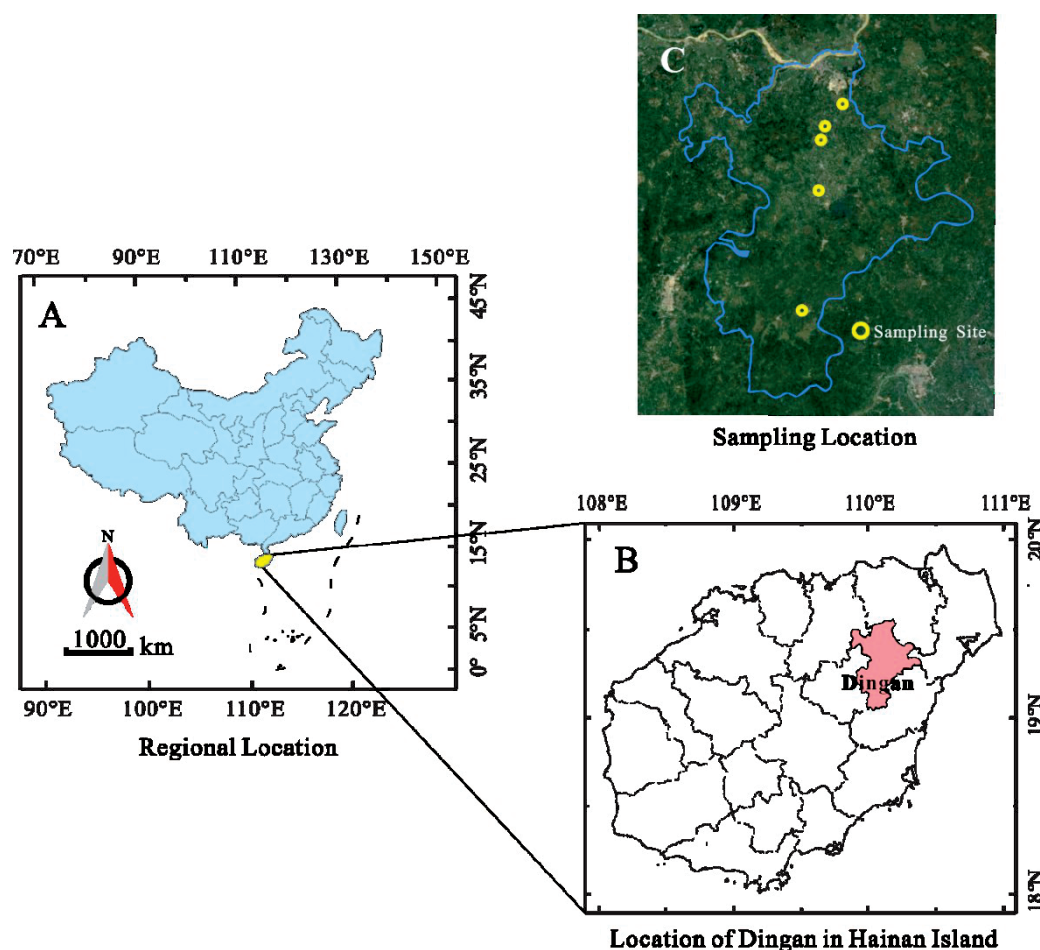 C
Sampling Site
Sampling Location
70°E 90°E 110°E 130°E 150°E
A
45°N
35°N
25°N
15°N
5°N
0°
N
1000 km
90°E 100°E 110°E 120°E
Regional Location
108°E 109°E 110°E 111°E
B
20°N
19°N
18°N
Dingan
Location of Dingan in Hainan Island